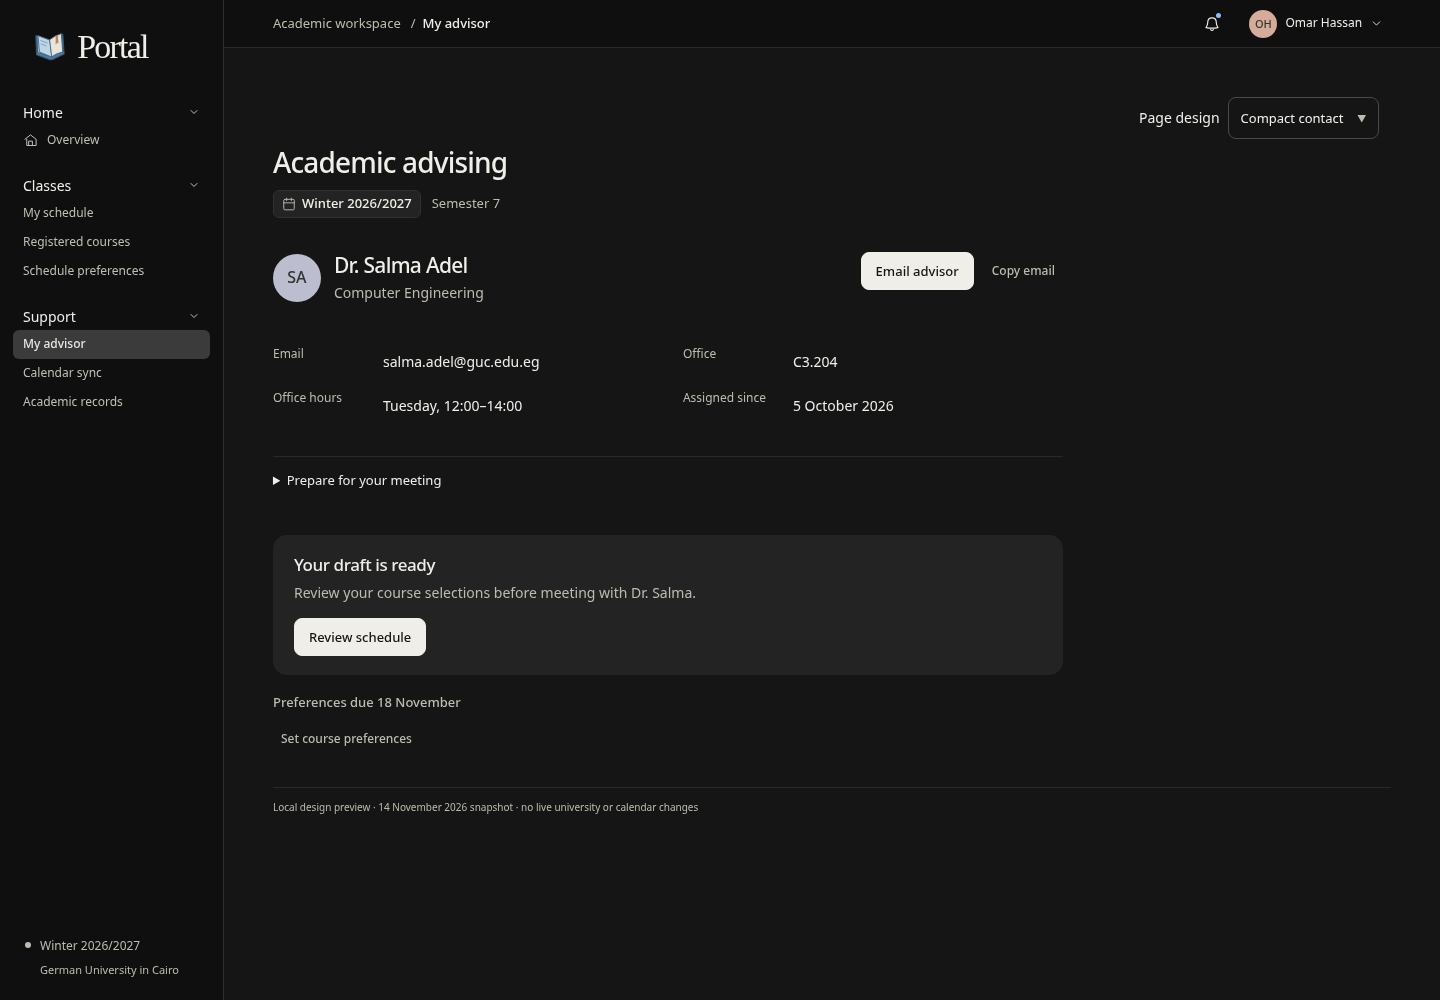 Portal
Home
Overview
Classes
My schedule
Registered courses
Schedule preferences
Support
My advisor
Calendar sync
Academic records
Winter 2026/2027
German University in Cairo
Academic workspace / My advisor
OH Omar Hassan
Page design Compact contact
Academic advising
Winter 2026/2027 Semester 7
SA
Dr. Salma Adel
Computer Engineering
Email advisor Copy email
Email salma.adel@guc.edu.eg Office C3.204
Office hours Tuesday, 12:00–14:00 Assigned since 5 October 2026
Prepare for your meeting
Your draft is ready
Review your course selections before meeting with Dr. Salma.
Review schedule
Preferences due 18 November
Set course preferences
Local design preview · 14 November 2026 snapshot · no live university or calendar changes